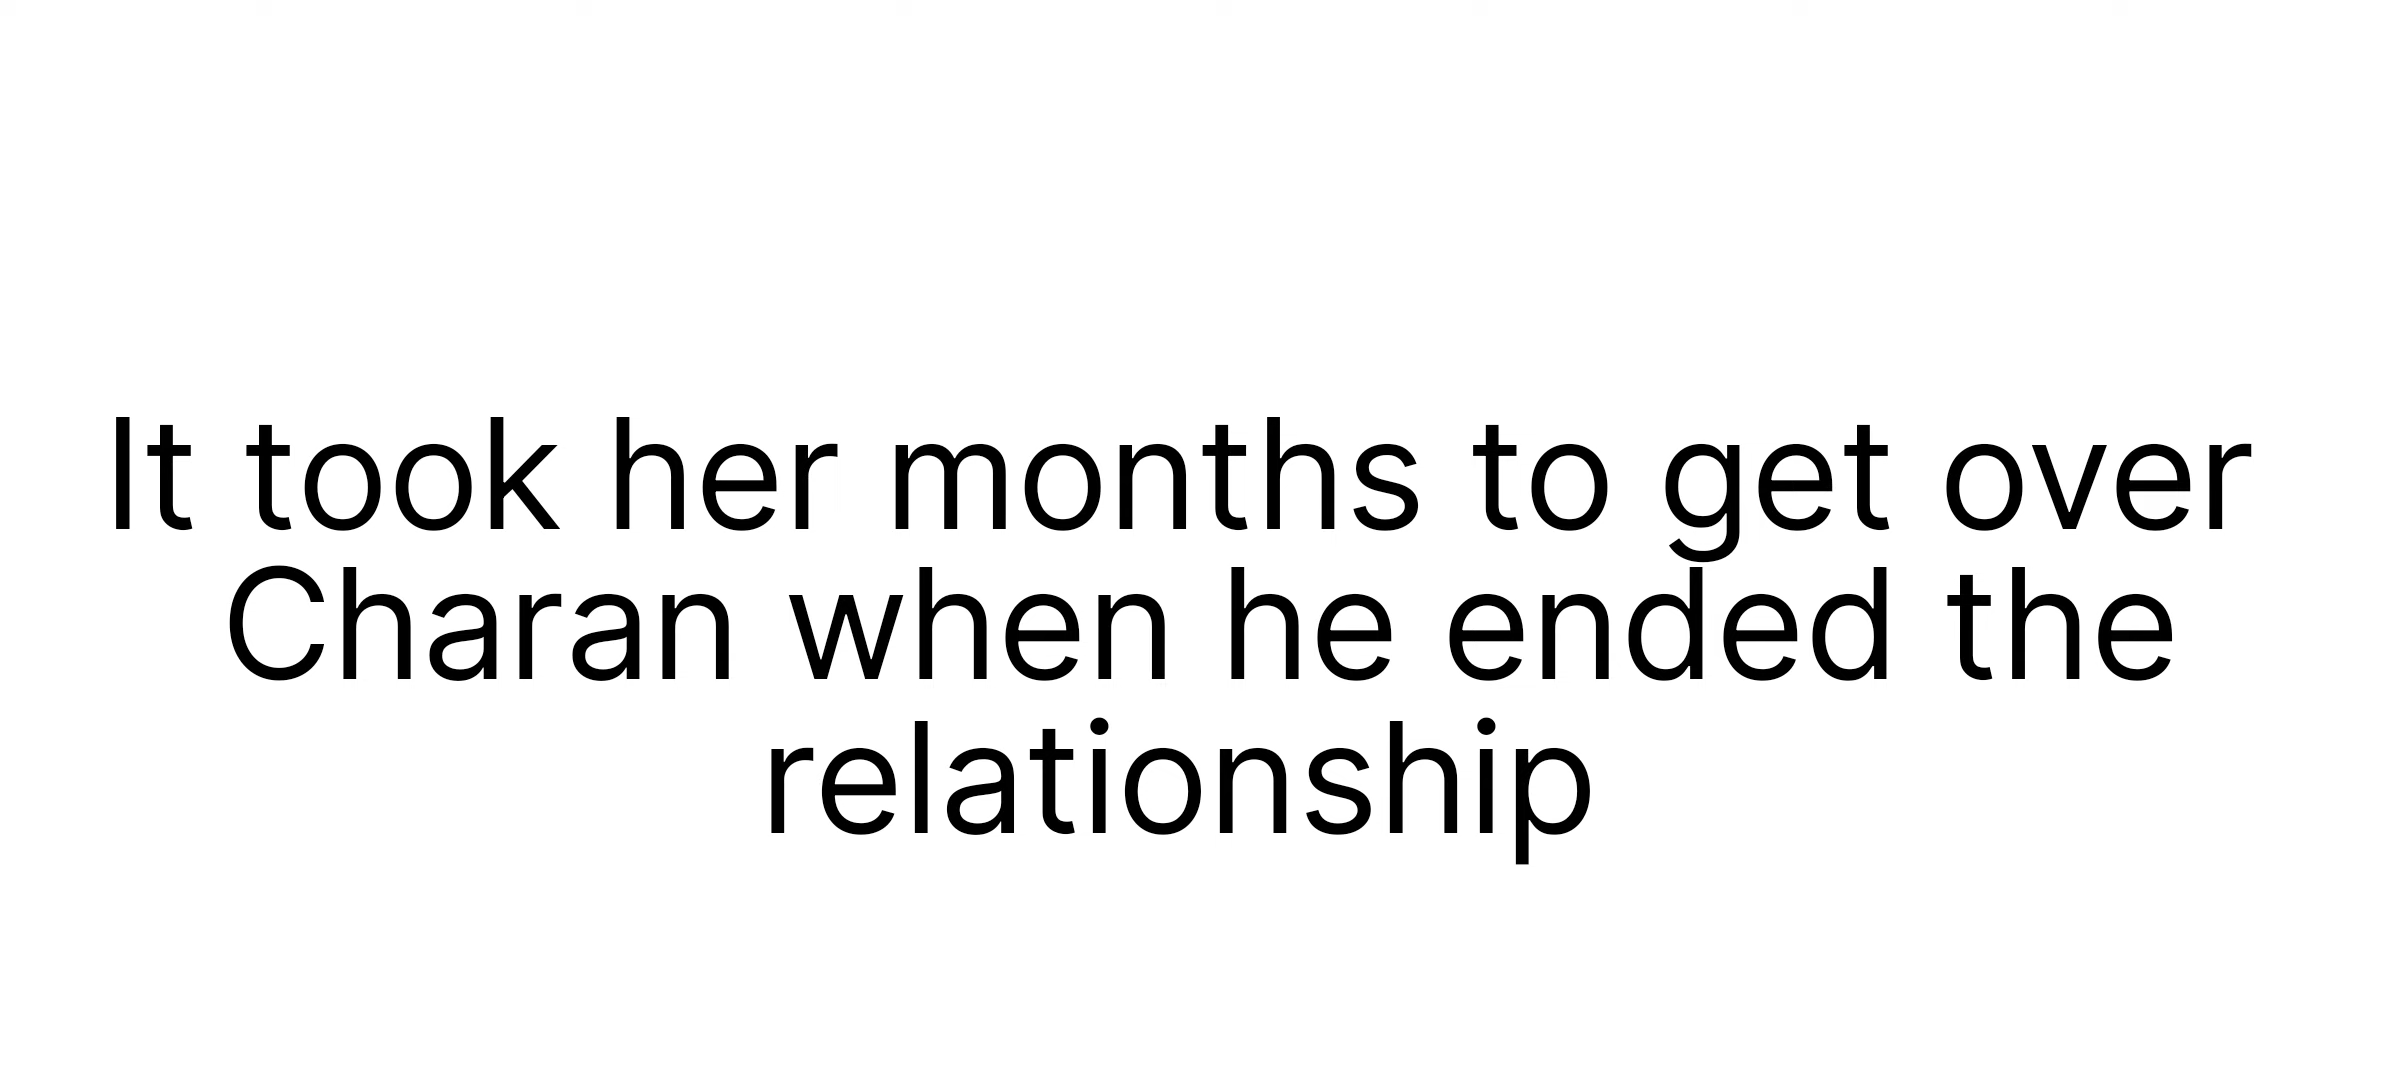 It took her months to get over
Charan when he ended the
relationship